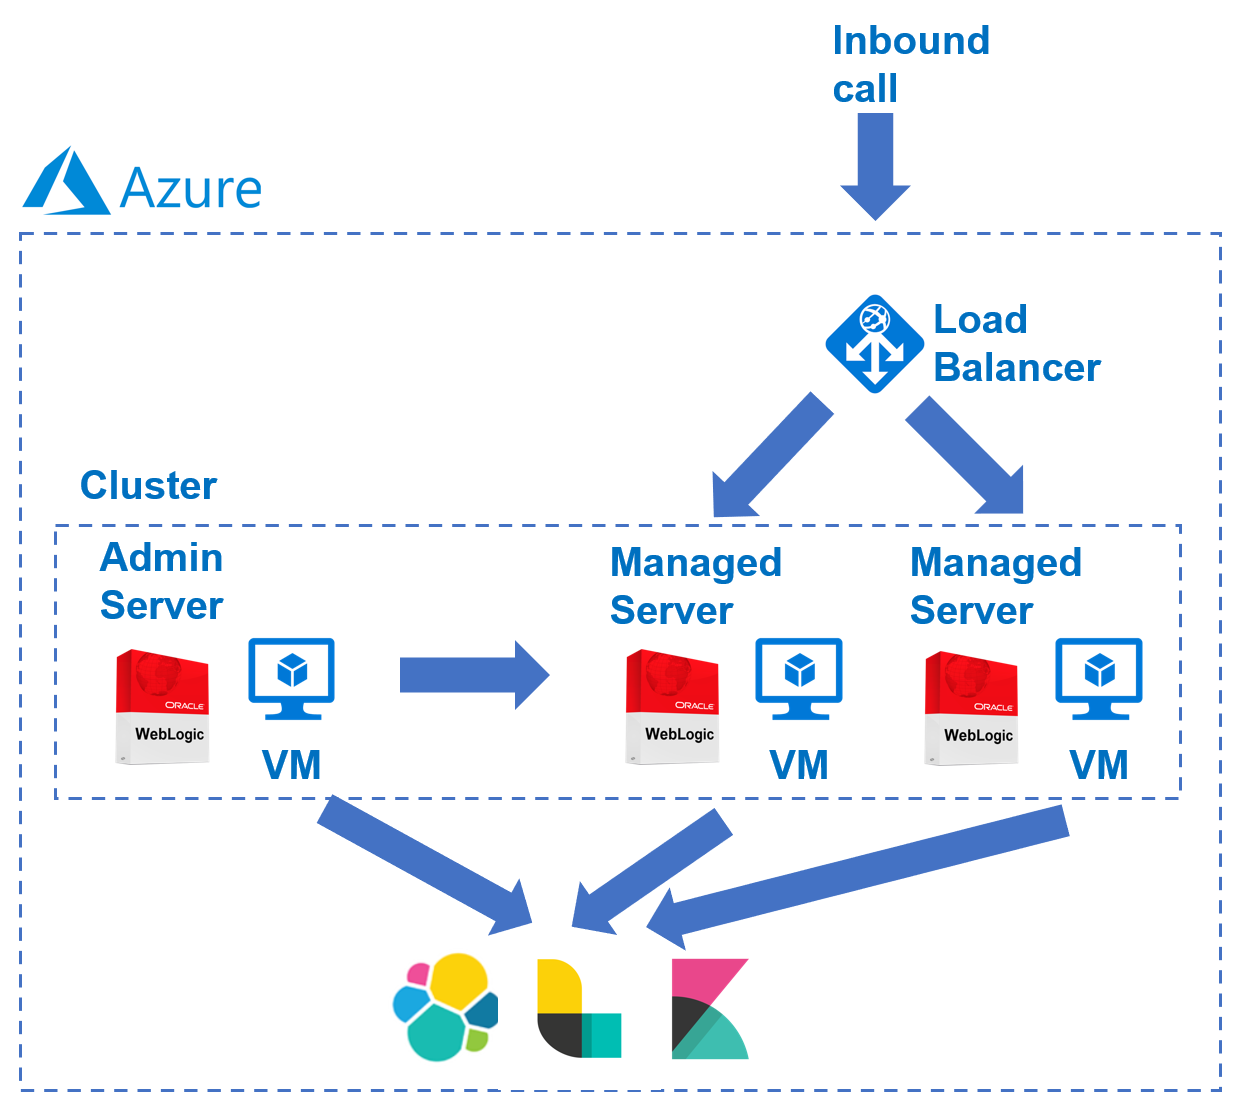 Inbound
call
Azure
Load
Balancer
Cluster
Admin
Server
Managed
Server
Managed
Server
ORACLE
WebLogic
VM
ORACLE
WebLogic
VM
ORACLE
WebLogic
VM